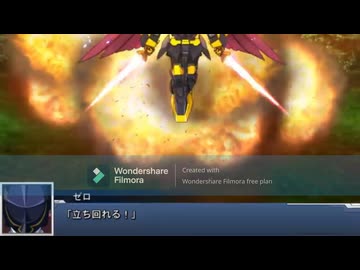 Wondershare
Filmora
Created with
Wondershare Filmora free plan
ゼロ
「立ち回れる！」